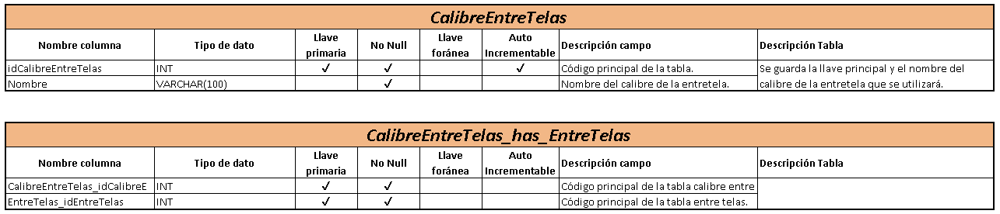 CalibreEntreTelas
Nombre columna Tipo de dato Llave primaria No Null Llave foránea Auto Incrementable Descripción campo Descripción Tabla
idCalibreEntreTelas INT ✓ ✓ ✓ Código principal de la tabla. Se guarda la llave principal y el nombre del
Nombre VARCHAR(100) ✓ Nombre del calibre de la entretela. calibre de la entretela que se utilizará.
CalibreEntreTelas_has_EntreTelas
Nombre columna Tipo de dato Llave primaria No Null Llave foránea Auto Incrementable Descripción campo Descripción Tabla
CalibreEntreTelas_idCalibreE INT ✓ ✓ Código principal de la tabla calibre entre
EntreTelas_idEntreTelas INT ✓ ✓ Código principal de la tabla entre telas.